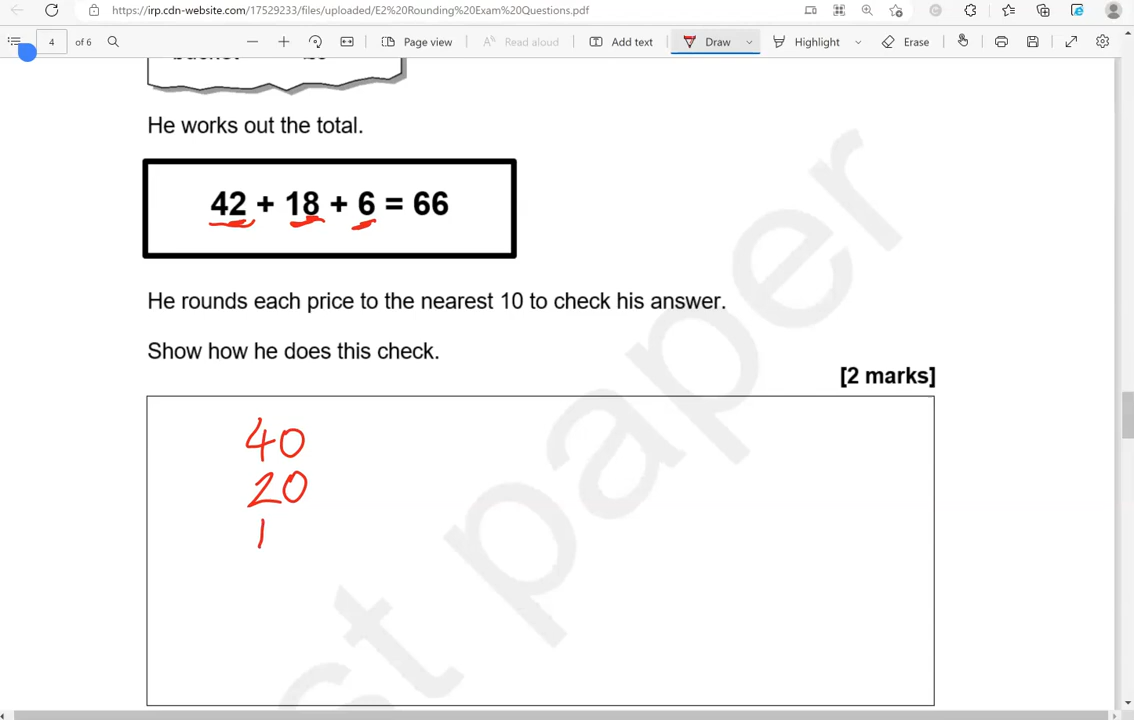 https://irp.cdn-website.com/17529233/files/uploaded/E2%20Rounding%20Exam%20Questions.pdf
4 of 6 Page view Read aloud Add text Draw Highlight Erase
He works out the total.
42 + 18 + 6 = 66
He rounds each price to the nearest 10 to check his answer.
Show how he does this check.
[2 marks]
40
20
1
st paper